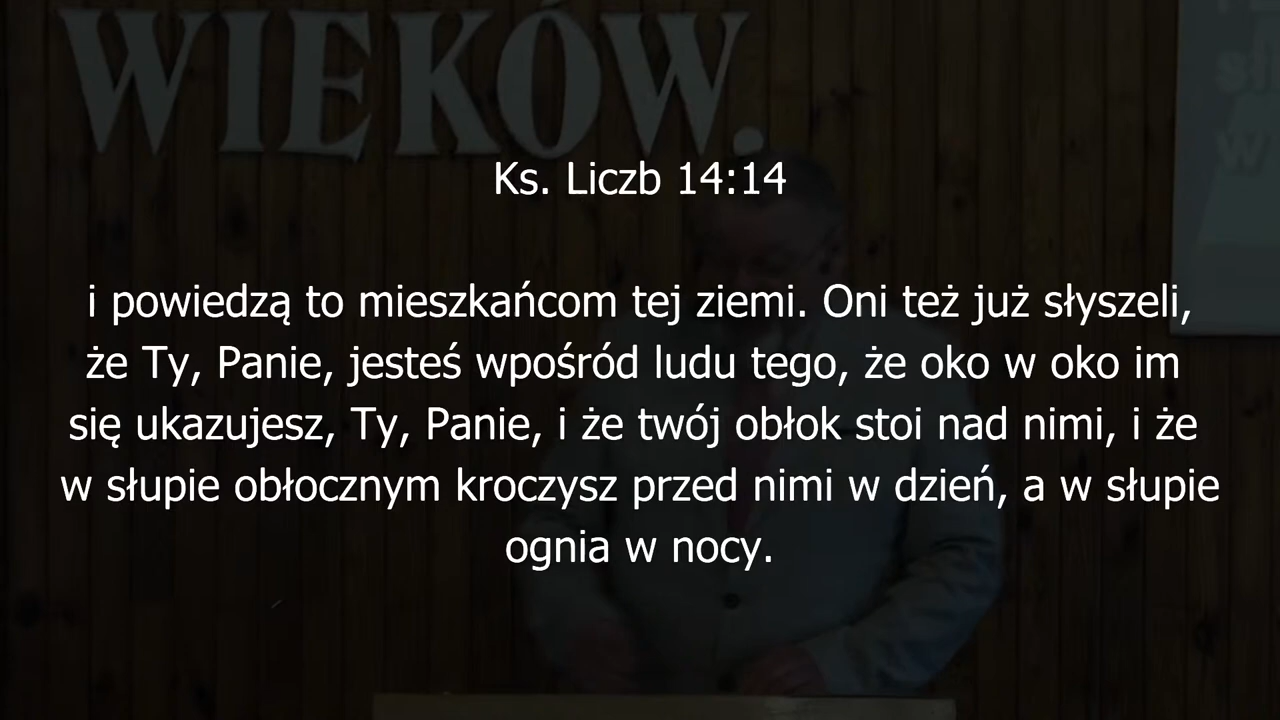 WIEKÓW.
Ks. Liczb 14:14
i powiedzą to mieszkańcom tej ziemi. Oni też już słyszeli,
że Ty, Panie, jesteś wpośród ludu tego, że oko w oko im
się ukazujesz, Ty, Panie, i że twój obłok stoi nad nimi, i że
w słupie obłocznym kroczysz przed nimi w dzień, a w słupie
ognia w nocy.